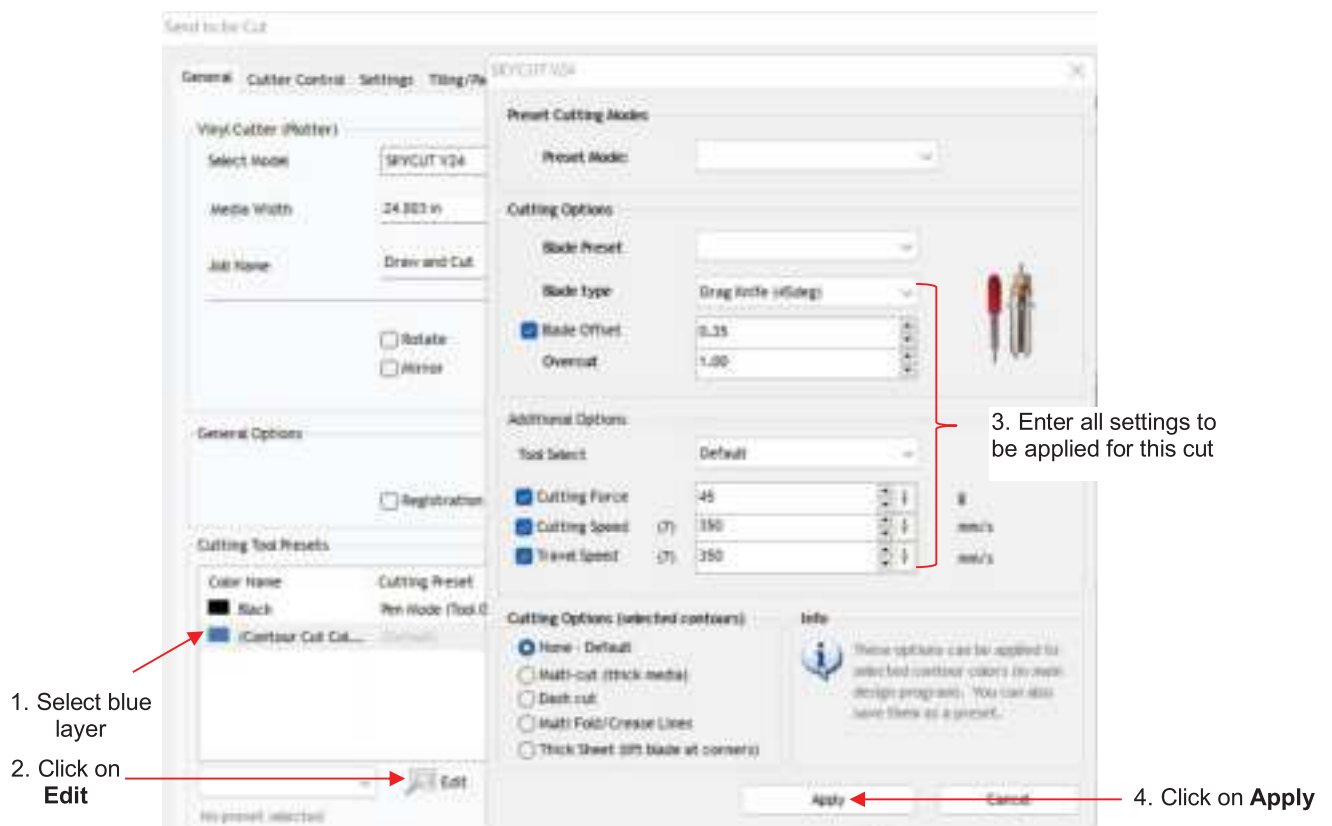 Send to be Cut
General Cutter Control Settings Tiling/Pa
Vinyl Cutter (Plotter)
Select Model SKYCUT V24
Media Width 24.803 in
Job Name Draw and Cut
Rotate
Mirror
General Options
Registration
Cutting Tool Presets
Color Name Cutting Preset
Black Pen Mode (Tool
(Contour Cut Col... (Default)
Edit
No preset selected
SKYCUT V24
Preset Cutting Modes
Preset Mode:
Cutting Options
Blade Preset
Blade type Drag Knife (45deg)
Blade Offset 0.35
Overcut 1.00
Additional Options
Tool Select Default
Cutting Force 45 g
Cutting Speed (?) 350 mm/s
Travel Speed (?) 350 mm/s
Cutting Options (selected contours)
None - Default
Multi-cut (thick media)
Dash cut
Multi Fold/Crease Lines
Thick Sheet (lift blade at corners)
Info
These options can be applied to
selected contour colors (in main
design program). You can also
save them as a preset.
Apply Cancel
1. Select blue
layer
2. Click on
Edit
3. Enter all settings to
be applied for this cut
4. Click on Apply